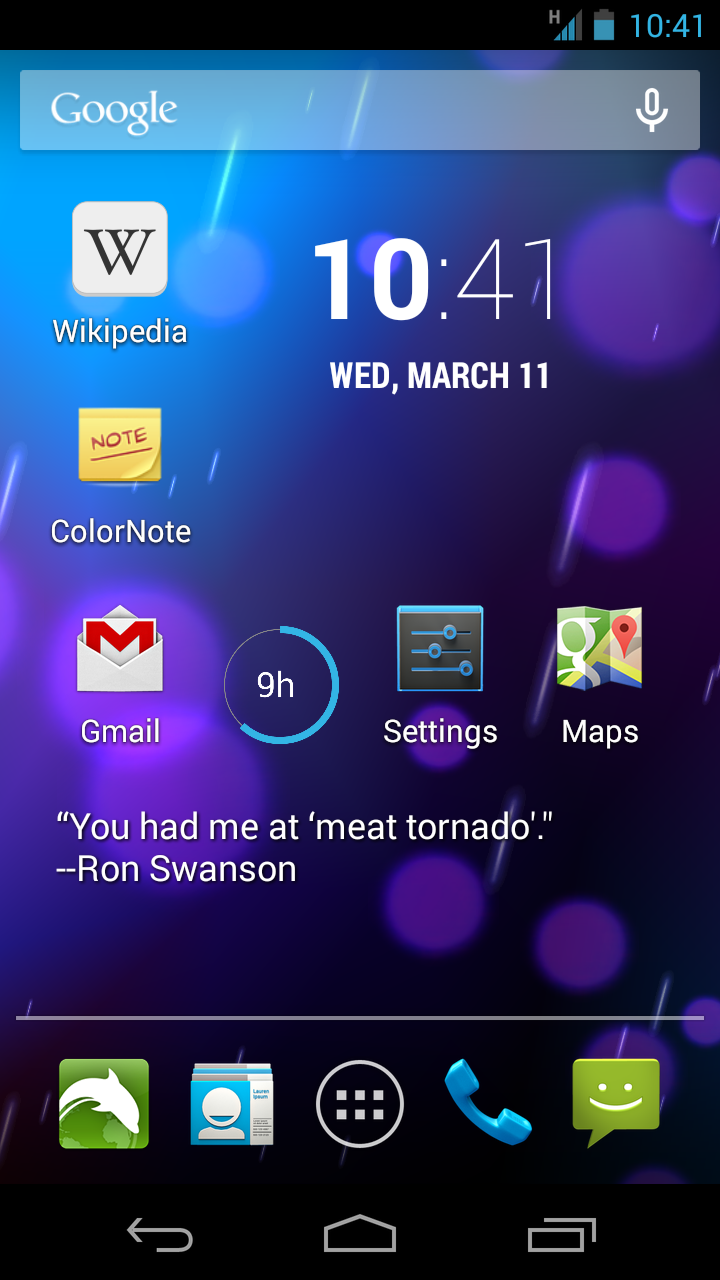 H 10:41
Google
W
10:41
Wikipedia
WED, MARCH 11
NOTE
ColorNote
9h
g
Gmail
Settings
Maps
“You had me at ‘meat tornado'."
--Ron Swanson
Lauren
Ipsum